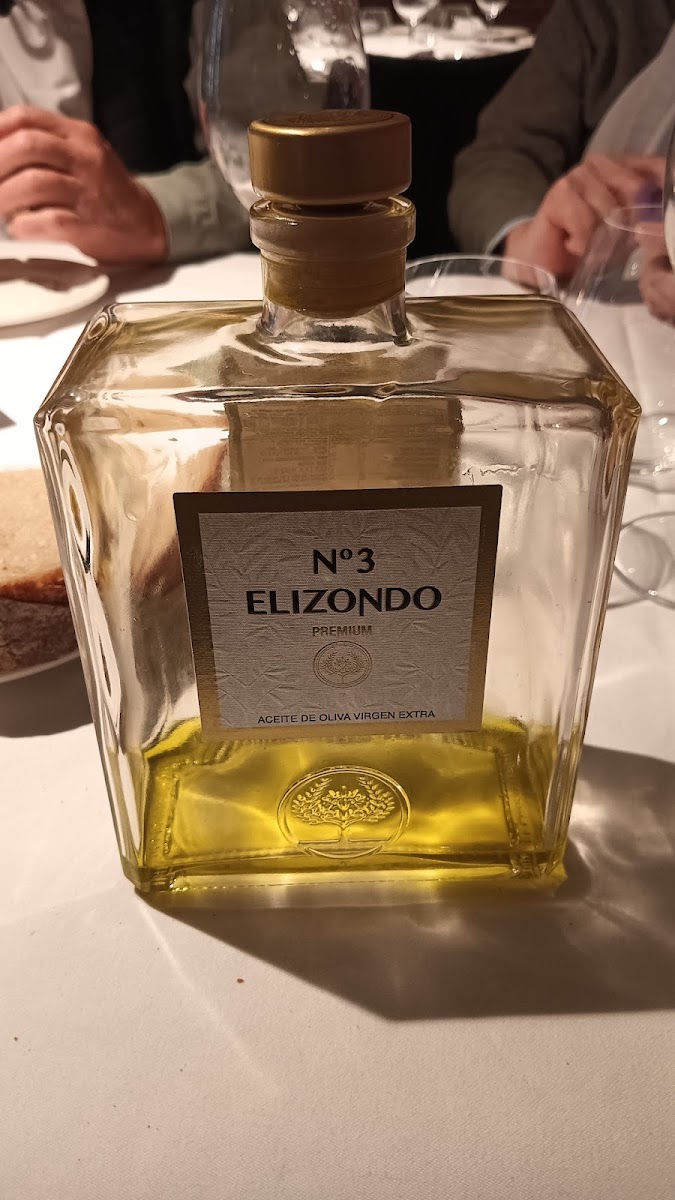 Nº3
ELIZONDO
PREMIUM
ACEITE DE OLIVA VIRGEN EXTRA